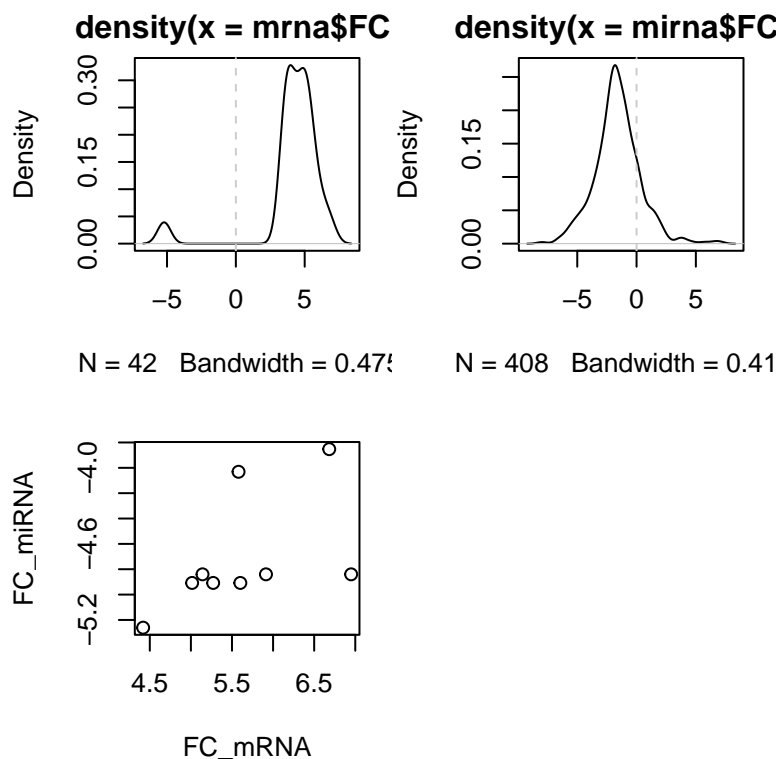 density(x = mrna$FC
Density
0.00
0.15
0.30
−5
0
5
N = 42 Bandwidth = 0.475
density(x = mirna$FC
Density
0.00
0.15
−5
0
5
N = 408 Bandwidth = 0.41
FC_miRNA
−5.2
−4.6
−4.0
4.5
5.5
6.5
FC_mRNA